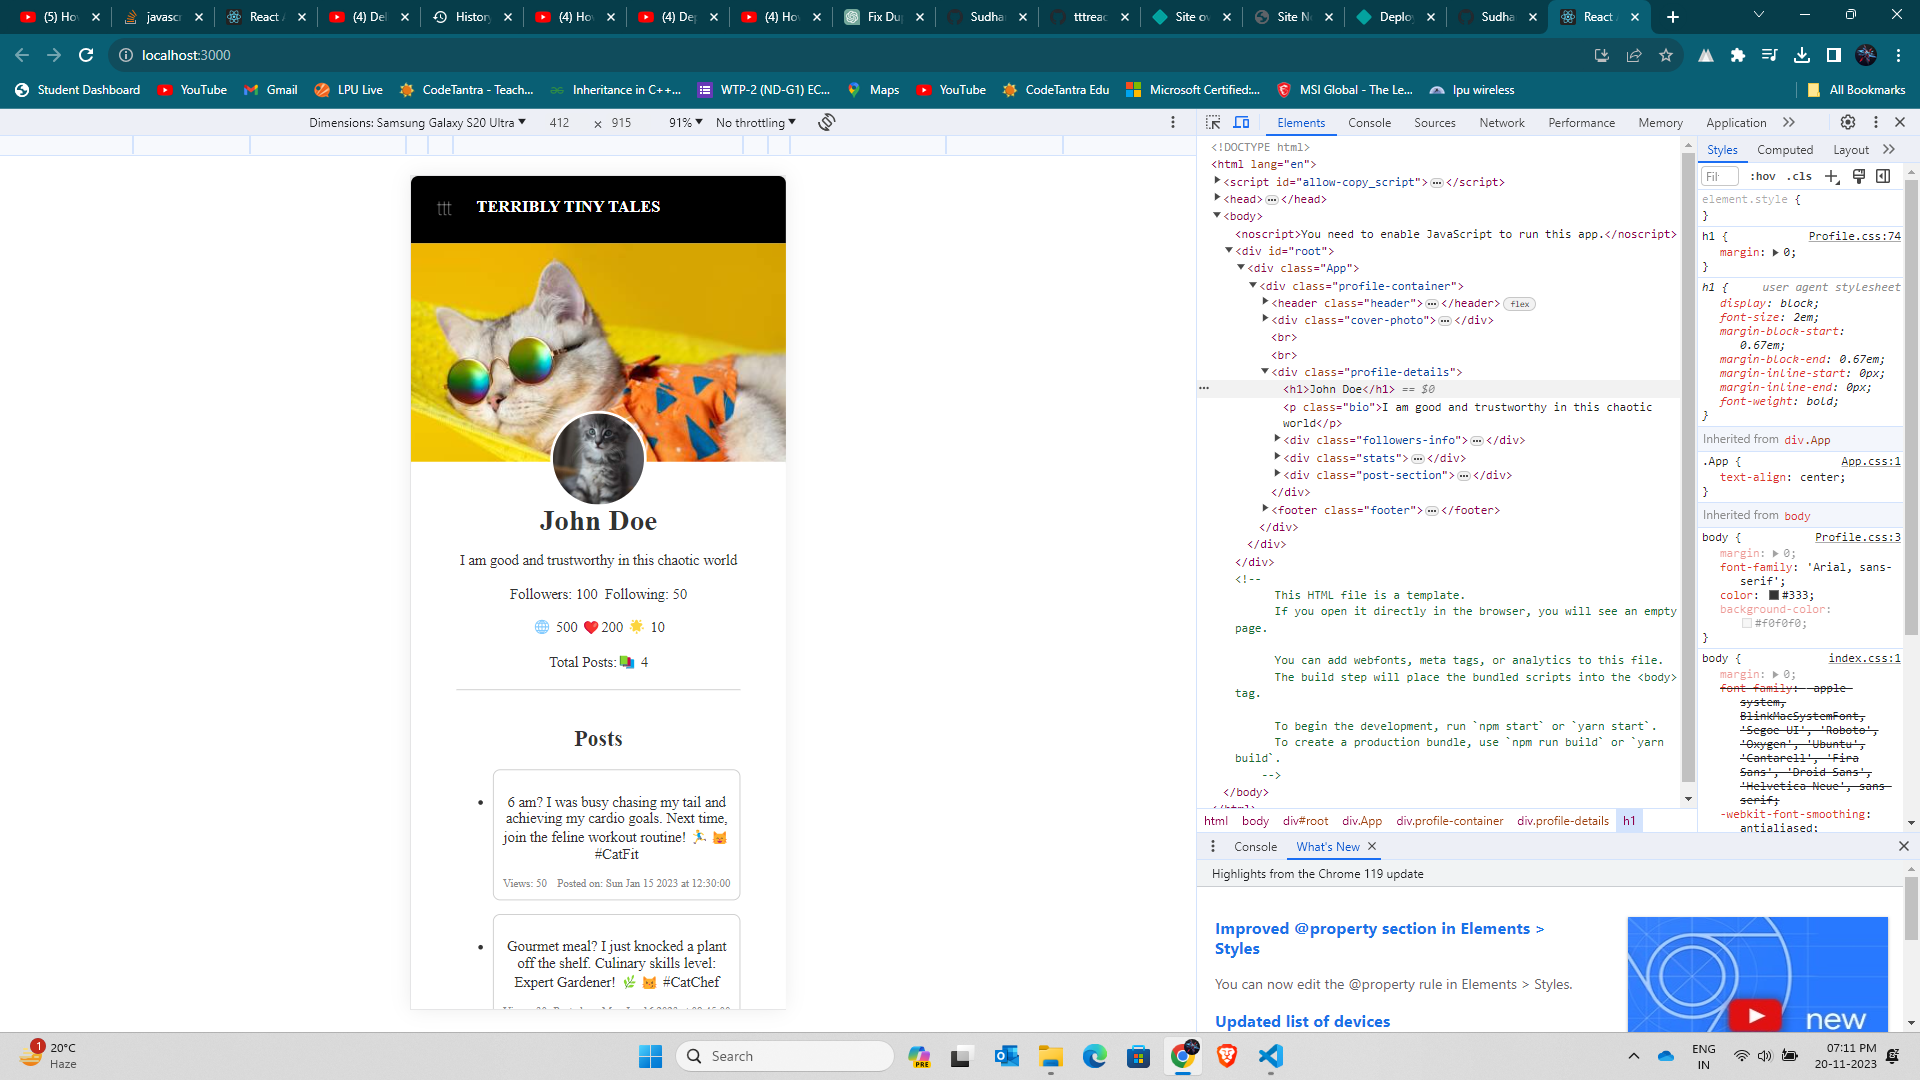 (5) Ho
javasc
React
(4) Del
History
(4) Ho
(4) De
(4) Ho
Fix Du
Sudha
tttreac
Site o
Site N
Deplo
Sudha
React
localhost:3000
Student Dashboard
YouTube
Gmail
LPU Live
CodeTantra - Teach...
Inheritance in C++...
WTP-2 (ND-G1) EC...
Maps
YouTube
CodeTantra Edu
Microsoft Certified:...
MSI Global - The Le...
lpu wireless
All Bookmarks
Dimensions: Samsung Galaxy S20 Ultra
412 × 915
91%
No throttling
ttt
TERRIBLY TINY TALES
John Doe
I am good and trustworthy in this chaotic world
Followers: 100 Following: 50
🌐 500 ❤️ 200 🌟 10
Total Posts: 📚 4
Posts
• 6 am? I was busy chasing my tail and
achieving my cardio goals. Next time,
join the feline workout routine! 🏃 😺
#CatFit
Views: 50 Posted on: Sun Jan 15 2023 at 12:30:00
• Gourmet meal? I just knocked a plant
off the shelf. Culinary skills level:
Expert Gardener! 🌿 😼 #CatChef
Elements
Console
Sources
Network
Performance
Memory
Application
<!DOCTYPE html>
<html lang="en">
<script id="allow-copy_script">…</script>
<head>…</head>
<body>
<noscript>You need to enable JavaScript to run this app.</noscript>
<div id="root">
<div class="App">
<div class="profile-container">
<header class="header">…</header> flex
<div class="cover-photo">…</div>
<br>
<br>
<div class="profile-details">
<h1>John Doe</h1> == $0
<p class="bio">I am good and trustworthy in this chaotic
world</p>
<div class="followers-info">…</div>
<div class="stats">…</div>
<div class="post-section">…</div>
</div>
<footer class="footer">…</footer>
</div>
</div>
</div>
<!--
This HTML file is a template.
If you open it directly in the browser, you will see an empty
page.
You can add webfonts, meta tags, or analytics to this file.
The build step will place the bundled scripts into the <body>
tag.
To begin the development, run `npm start` or `yarn start`.
To create a production bundle, use `npm run build` or `yarn
build`.
-->
</body>
html body div#root div.App div.profile-container div.profile-details h1
Styles
Computed
Layout
Fil
:hov .cls
element.style {
}
h1 { Profile.css:74
margin: 0;
}
h1 { user agent stylesheet
display: block;
font-size: 2em;
margin-block-start:
0.67em;
margin-block-end: 0.67em;
margin-inline-start: 0px;
margin-inline-end: 0px;
font-weight: bold;
}
Inherited from div.App
.App { App.css:1
text-align: center;
}
Inherited from body
body { Profile.css:3
margin: 0;
font-family: 'Arial, sans-
serif';
color: #333;
background-color:
#f0f0f0;
}
body { index.css:1
margin: 0;
font-family: -apple-
system,
BlinkMacSystemFont,
'Segoe UI', 'Roboto',
'Oxygen', 'Ubuntu',
'Cantarell', 'Fira
Sans', 'Droid Sans',
'Helvetica Neue', sans-
serif;
-webkit-font-smoothing:
antialiased;
Console
What's New
Highlights from the Chrome 119 update
Improved @property section in Elements >
Styles
You can now edit the @property rule in Elements > Styles.
Updated list of devices
new
1
20°C
Haze
Search
PRE
ENG
IN
07:11 PM
20-11-2023